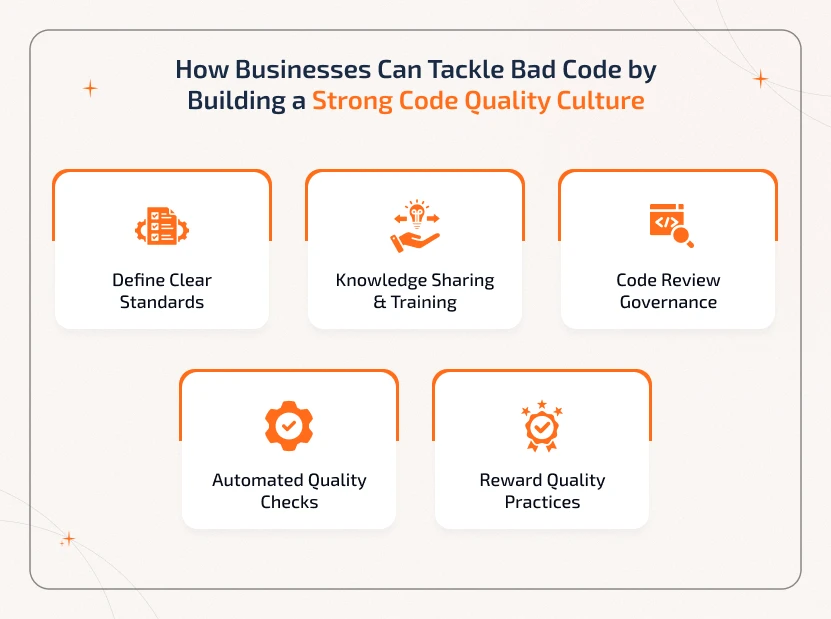 How Businesses Can Tackle Bad Code by
Building a Strong Code Quality Culture
Define Clear
Standards
Knowledge Sharing
& Training
Code Review
Governance
Automated Quality
Checks
Reward Quality
Practices